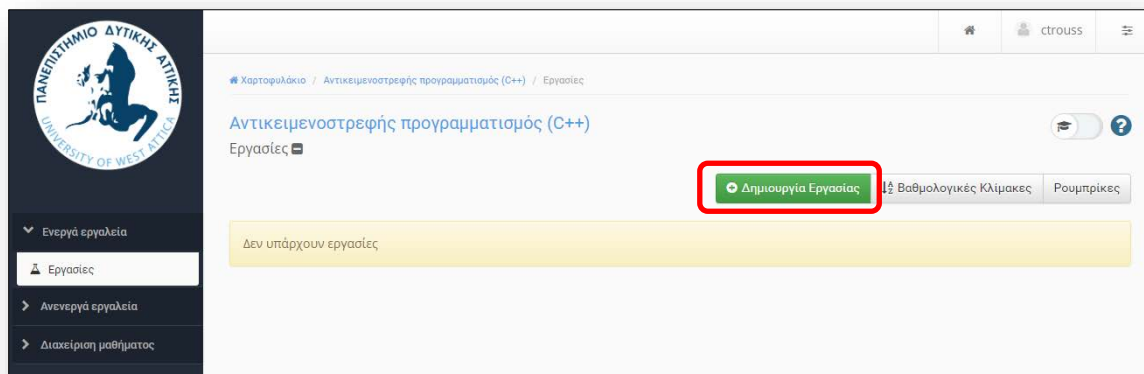 ΠΑΝΕΠΙΣΤΗΜΙΟ ΔΥΤΙΚΗΣ ΑΤΤΙΚΗΣ
UNIVERSITY OF WEST ATTICA
ctrouss
Χαρτοφυλάκιο / Αντικειμενοστρεφής προγραμματισμός (C++) / Εργασίες
Αντικειμενοστρεφής προγραμματισμός (C++)
Εργασίες
Δημιουργία Εργασίας Βαθμολογικές Κλίμακες Ρουμπρίκες
Δεν υπάρχουν εργασίες
Ενεργά εργαλεία
Εργασίες
Ανενεργά εργαλεία
Διαχείριση μαθήματος